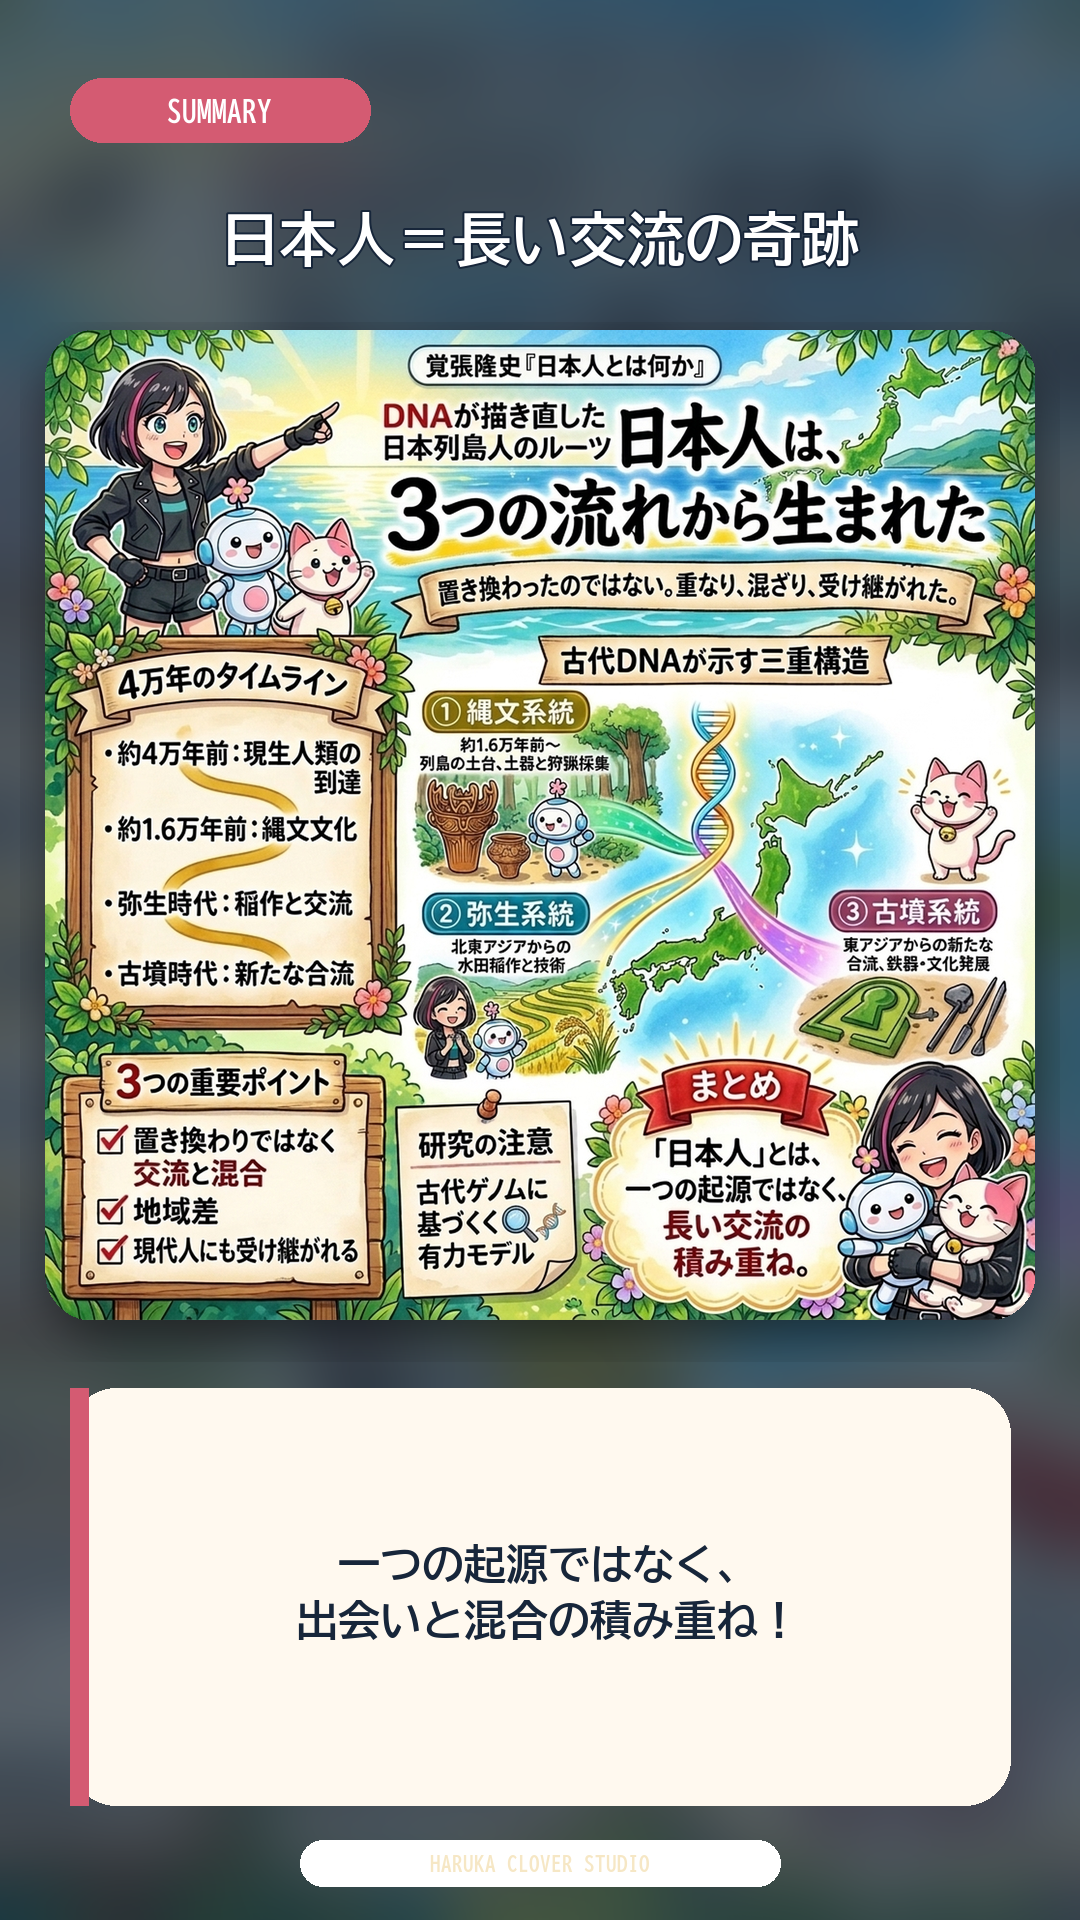 SUMMARY
日本人＝長い交流の奇跡
覚張隆史『日本人とは何か』
DNAが描き直した
日本列島人のルーツ
日本人は、
3つの流れから生まれた
置き換わったのではない。重なり、混ざり、受け継がれた。
4万年のタイムライン
・約4万年前：現生人類の
到達
・約1.6万年前：縄文文化
・弥生時代：稲作と交流
・古墳時代：新たな合流
古代DNAが示す三重構造
①縄文系統
約1.6万年前〜
列島の土台、土器と狩猟採集
②弥生系統
北東アジアからの
水田稲作と技術
③古墳系統
東アジアからの新たな
合流、鉄器・文化発展
3つの重要ポイント
置き換わりではなく
交流と混合
地域差
現代人にも受け継がれる
研究の注意
古代ゲノムに
基づくく
有力モデル
まとめ
「日本人」とは、
一つの起源ではなく、
長い交流の
積み重ね。
一つの起源ではなく、
出会いと混合の積み重ね！
HARUKA CLOVER STUDIO